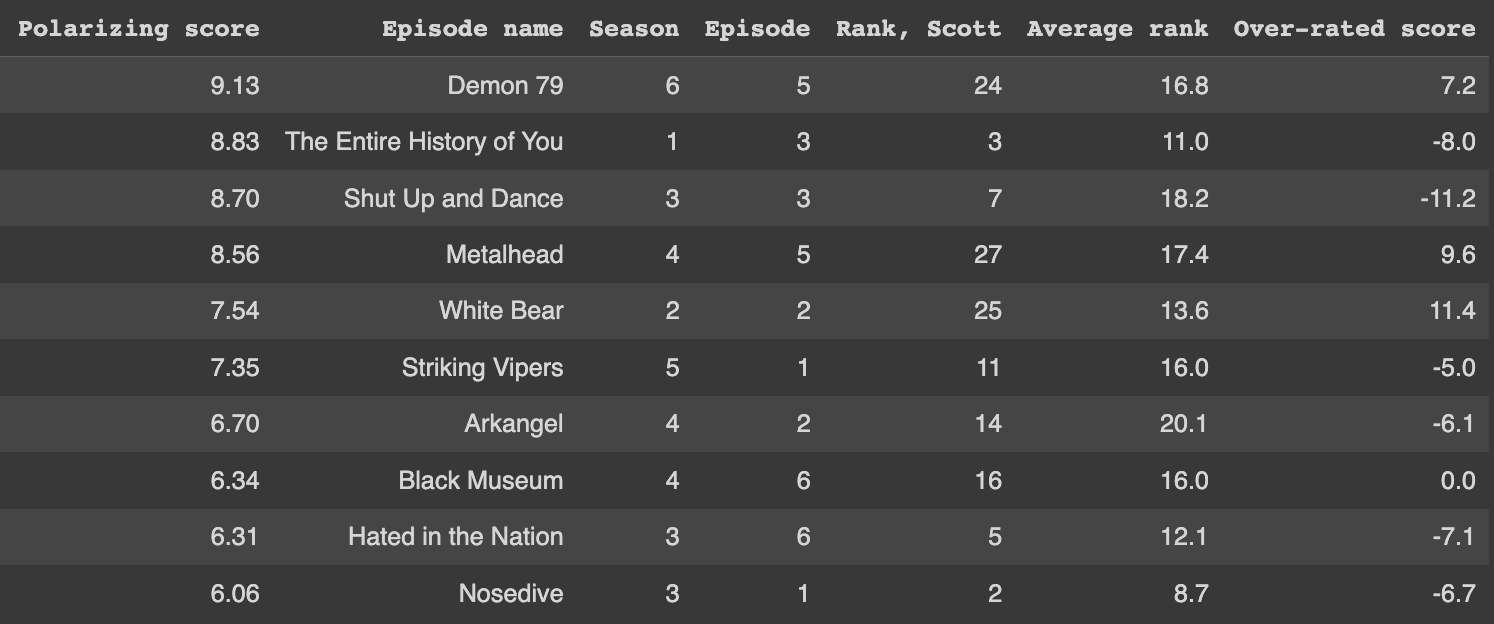 Polarizing score Episode name Season Episode Rank, Scott Average rank Over-rated score
9.13 Demon 79 6 5 24 16.8 7.2
8.83 The Entire History of You 1 3 3 11.0 -8.0
8.70 Shut Up and Dance 3 3 7 18.2 -11.2
8.56 Metalhead 4 5 27 17.4 9.6
7.54 White Bear 2 2 25 13.6 11.4
7.35 Striking Vipers 5 1 11 16.0 -5.0
6.70 Arkangel 4 2 14 20.1 -6.1
6.34 Black Museum 4 6 16 16.0 0.0
6.31 Hated in the Nation 3 6 5 12.1 -7.1
6.06 Nosedive 3 1 2 8.7 -6.7